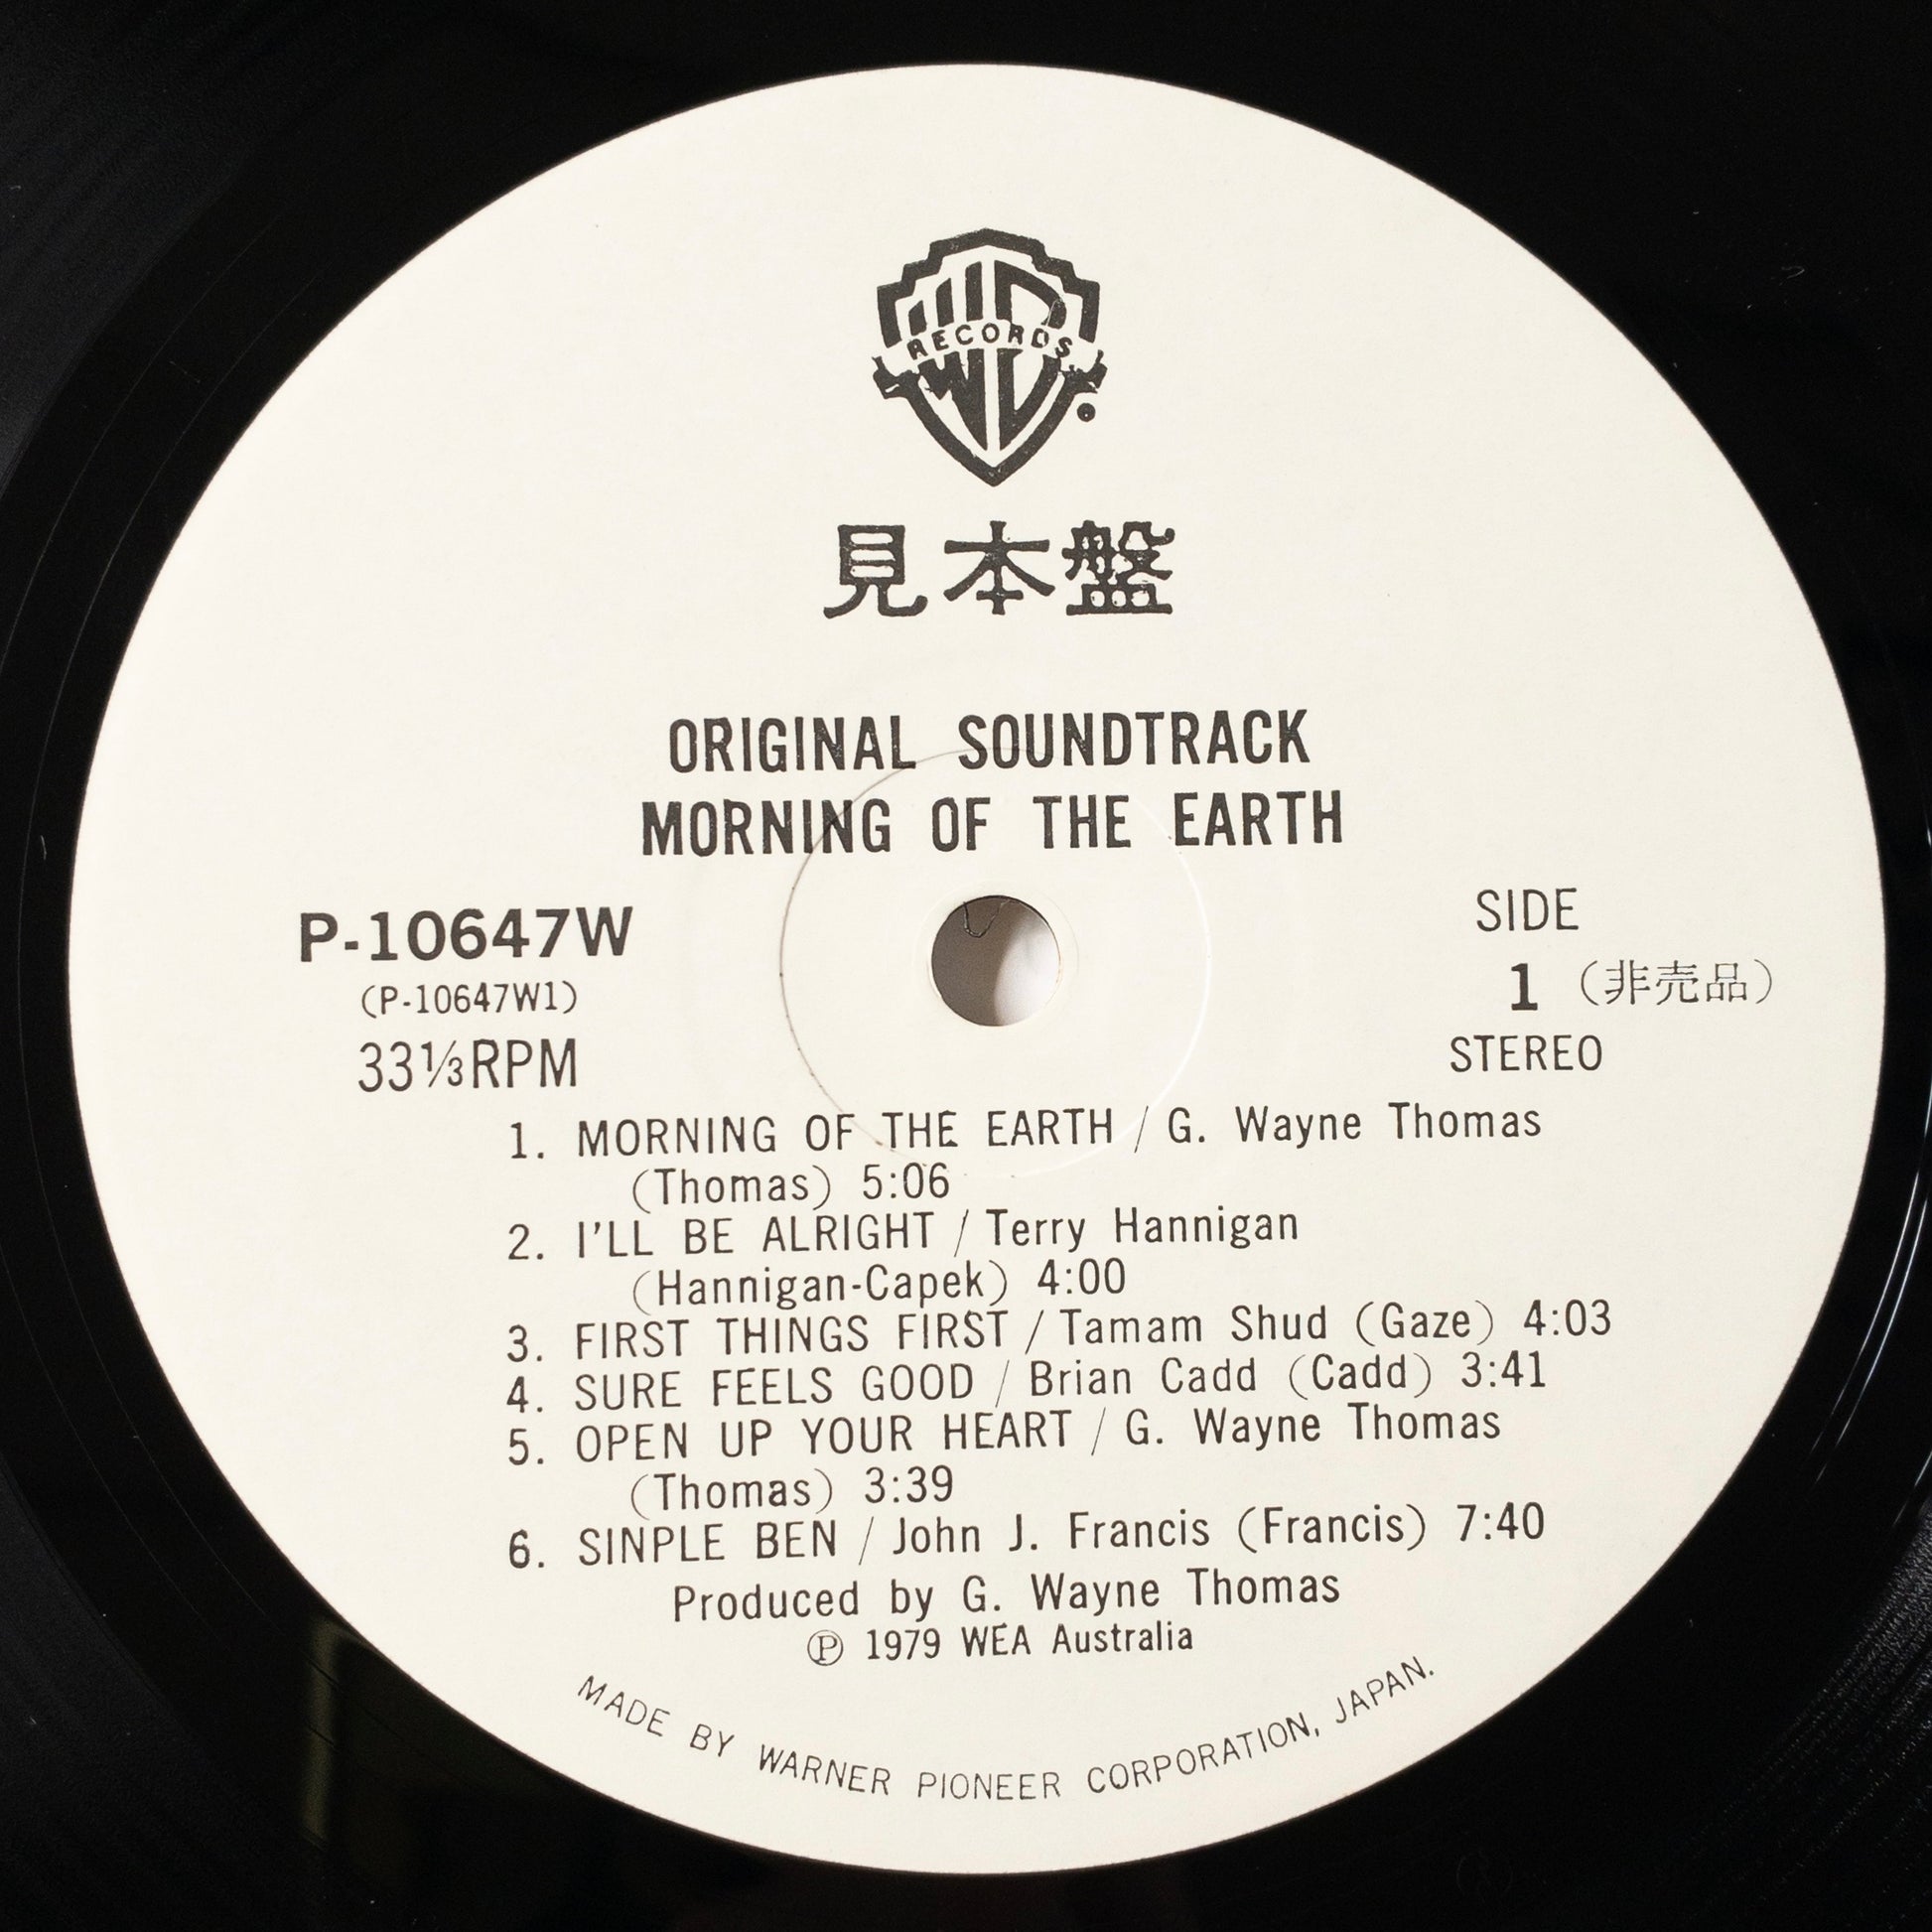 WB
RECORDS
見本盤
ORIGINAL SOUNDTRACK
MORNING OF THE EARTH
P-10647W
(P-10647W1)
33⅓RPM
SIDE
1 (非売品)
STEREO
1. MORNING OF THE EARTH / G. Wayne Thomas
(Thomas) 5:06
2. I'LL BE ALRIGHT / Terry Hannigan
(Hannigan-Capek) 4:00
3. FIRST THINGS FIRST / Tamam Shud (Gaze) 4:03
4. SURE FEELS GOOD / Brian Cadd (Cadd) 3:41
5. OPEN UP YOUR HEART / G. Wayne Thomas
(Thomas) 3:39
6. SINPLE BEN / John J. Francis (Francis) 7:40
Produced by G. Wayne Thomas
℗ 1979 WEA Australia
MADE BY WARNER PIONEER CORPORATION, JAPAN.